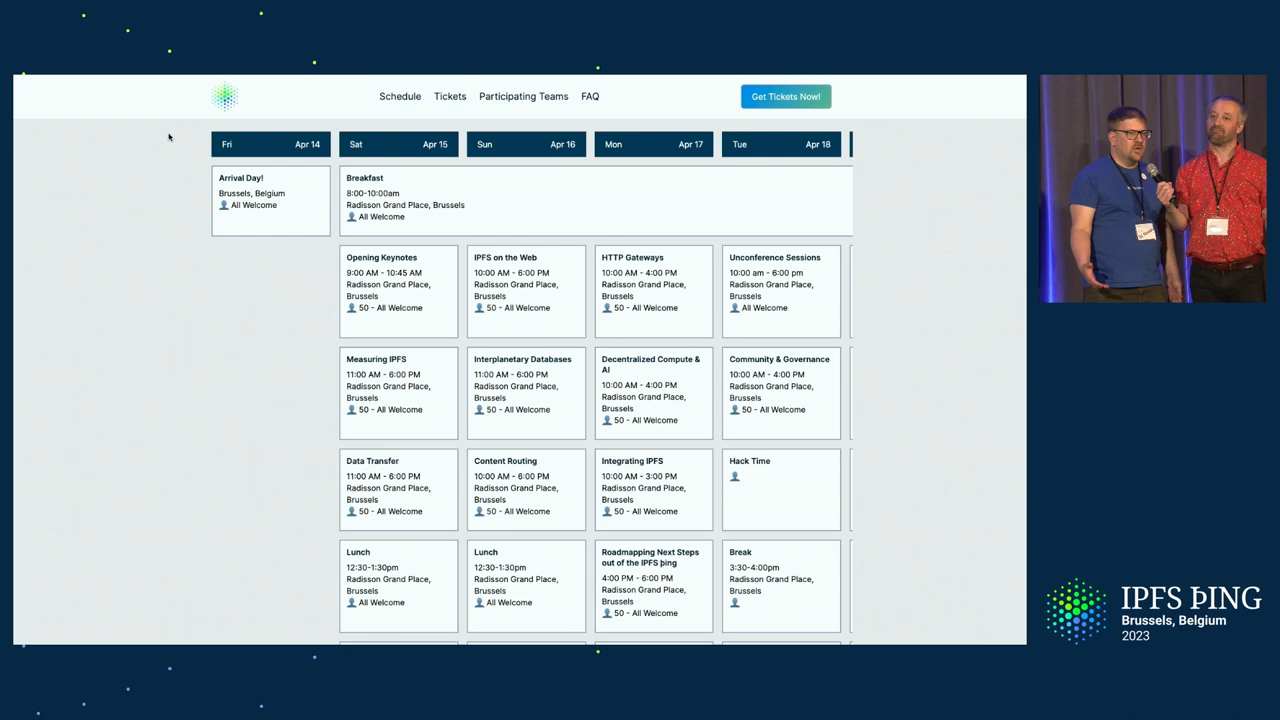 Schedule
Tickets
Participating Teams
FAQ
Get Tickets Now!
Fri Apr 14
Sat Apr 15
Sun Apr 16
Mon Apr 17
Tue Apr 18
Arrival Day!
Brussels, Belgium
All Welcome
Breakfast
8:00-10:00am
Radisson Grand Place, Brussels
All Welcome
Opening Keynotes
9:00 AM - 10:45 AM
Radisson Grand Place,
Brussels
50 - All Welcome
IPFS on the Web
10:00 AM - 6:00 PM
Radisson Grand Place,
Brussels
50 - All Welcome
HTTP Gateways
10:00 AM - 4:00 PM
Radisson Grand Place,
Brussels
50 - All Welcome
Unconference Sessions
10:00 am - 6:00 pm
Radisson Grand Place,
Brussels
All Welcome
Measuring IPFS
11:00 AM - 6:00 PM
Radisson Grand Place,
Brussels
50 - All Welcome
Interplanetary Databases
11:00 AM - 6:00 PM
Radisson Grand Place,
Brussels
50 - All Welcome
Decentralized Compute &
AI
10:00 AM - 4:00 PM
Radisson Grand Place,
Brussels
50 - All Welcome
Community & Governance
10:00 AM - 4:00 PM
Radisson Grand Place,
Brussels
50 - All Welcome
Data Transfer
11:00 AM - 6:00 PM
Radisson Grand Place,
Brussels
50 - All Welcome
Content Routing
10:00 AM - 6:00 PM
Radisson Grand Place,
Brussels
50 - All Welcome
Integrating IPFS
10:00 AM - 3:00 PM
Radisson Grand Place,
Brussels
50 - All Welcome
Hack Time
Lunch
12:30-1:30pm
Radisson Grand Place,
Brussels
All Welcome
Lunch
12:30-1:30pm
Radisson Grand Place,
Brussels
All Welcome
Roadmapping Next Steps
out of the IPFS þing
4:00 PM - 6:00 PM
Radisson Grand Place,
Brussels
50 - All Welcome
Break
3:30-4:00pm
Radisson Grand Place,
Brussels
IPFS ÞING
Brussels, Belgium
2023